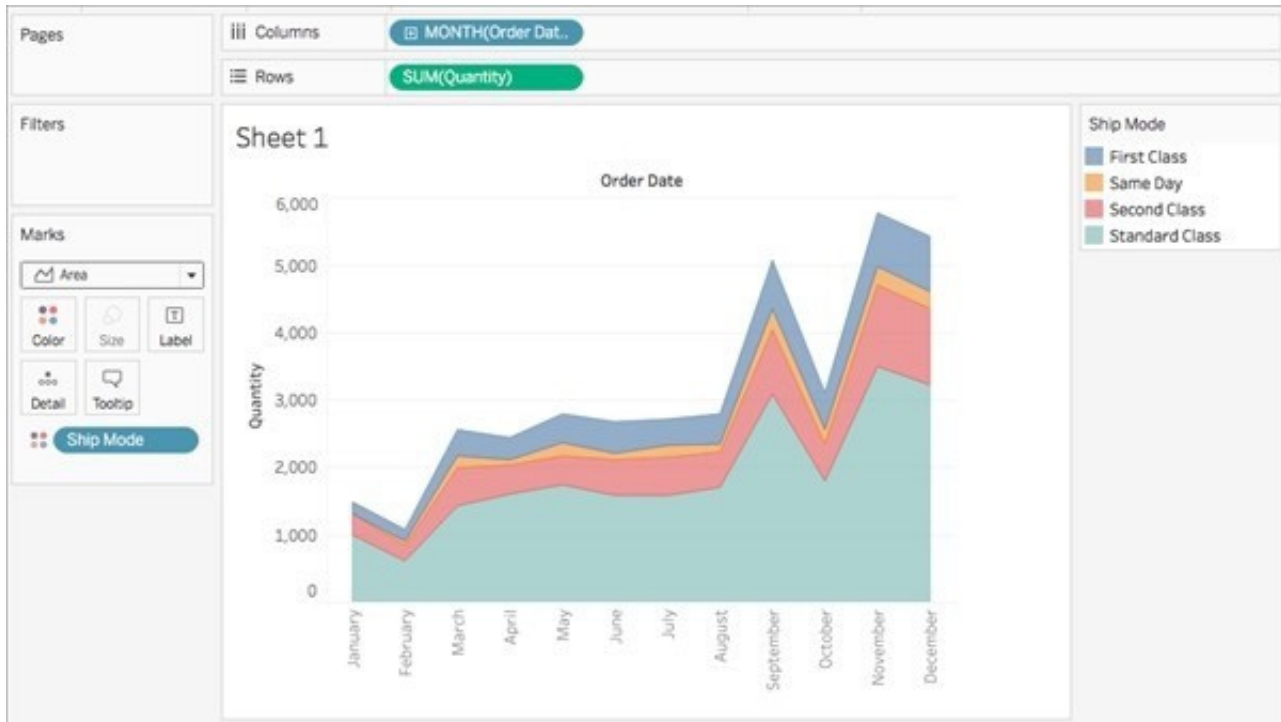 Pages
Columns
MONTH(Order Dat..
Rows
SUM(Quantity)
Filters
Marks
Area
Color
Size
T
Label
Detail
Tooltip
Ship Mode
Sheet 1
Order Date
Quantity
6,000
5,000
4,000
3,000
2,000
1,000
0
January
February
March
April
May
June
July
August
September
October
November
December
Ship Mode
First Class
Same Day
Second Class
Standard Class